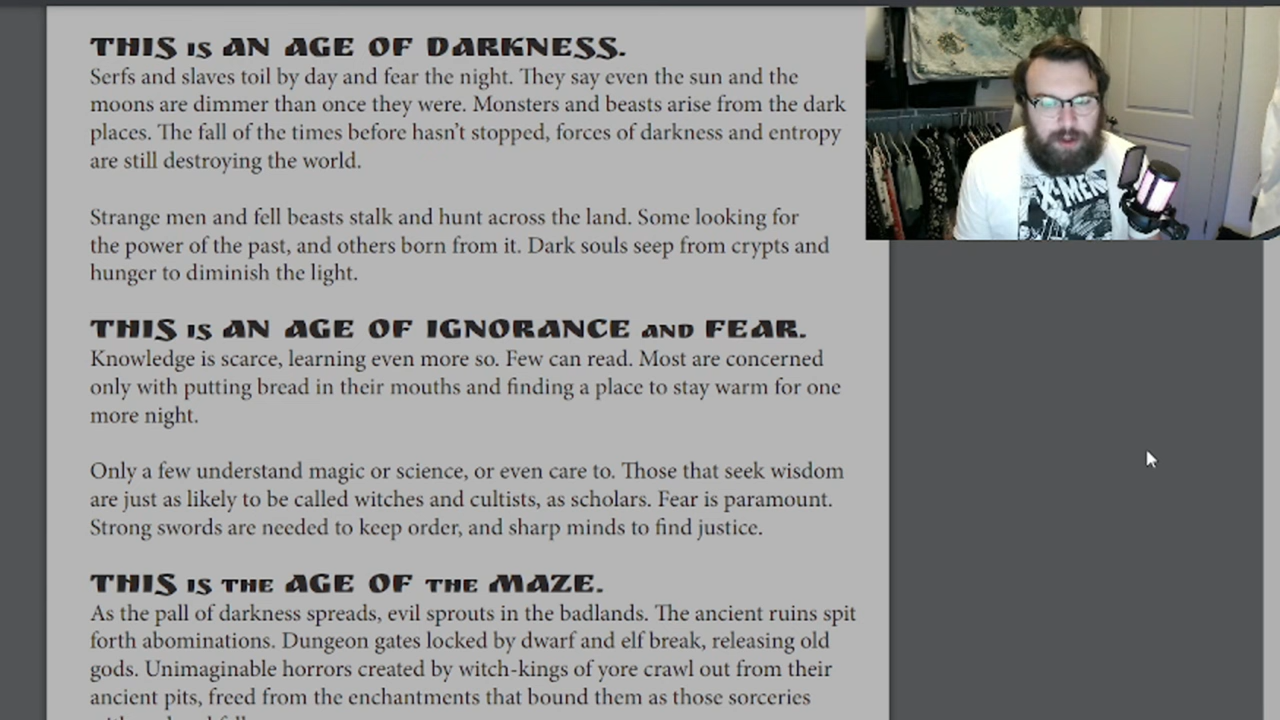 THIS is AN AGE OF DARKNESS.
Serfs and slaves toil by day and fear the night. They say even the sun and the
moons are dimmer than once they were. Monsters and beasts arise from the dark
places. The fall of the times before hasn't stopped, forces of darkness and entropy
are still destroying the world.
Strange men and fell beasts stalk and hunt across the land. Some looking for
the power of the past, and others born from it. Dark souls seep from crypts and
hunger to diminish the light.
THIS is AN AGE OF IGNORANCE AND FEAR.
Knowledge is scarce, learning even more so. Few can read. Most are concerned
only with putting bread in their mouths and finding a place to stay warm for one
more night.
Only a few understand magic or science, or even care to. Those that seek wisdom
are just as likely to be called witches and cultists, as scholars. Fear is paramount.
Strong swords are needed to keep order, and sharp minds to find justice.
THIS is THE AGE OF THE MAZE.
As the pall of darkness spreads, evil sprouts in the badlands. The ancient ruins spit
forth abominations. Dungeon gates locked by dwarf and elf break, releasing old
gods. Unimaginable horrors created by witch-kings of yore crawl out from their
ancient pits, freed from the enchantments that bound them as those sorceries
X-MEN